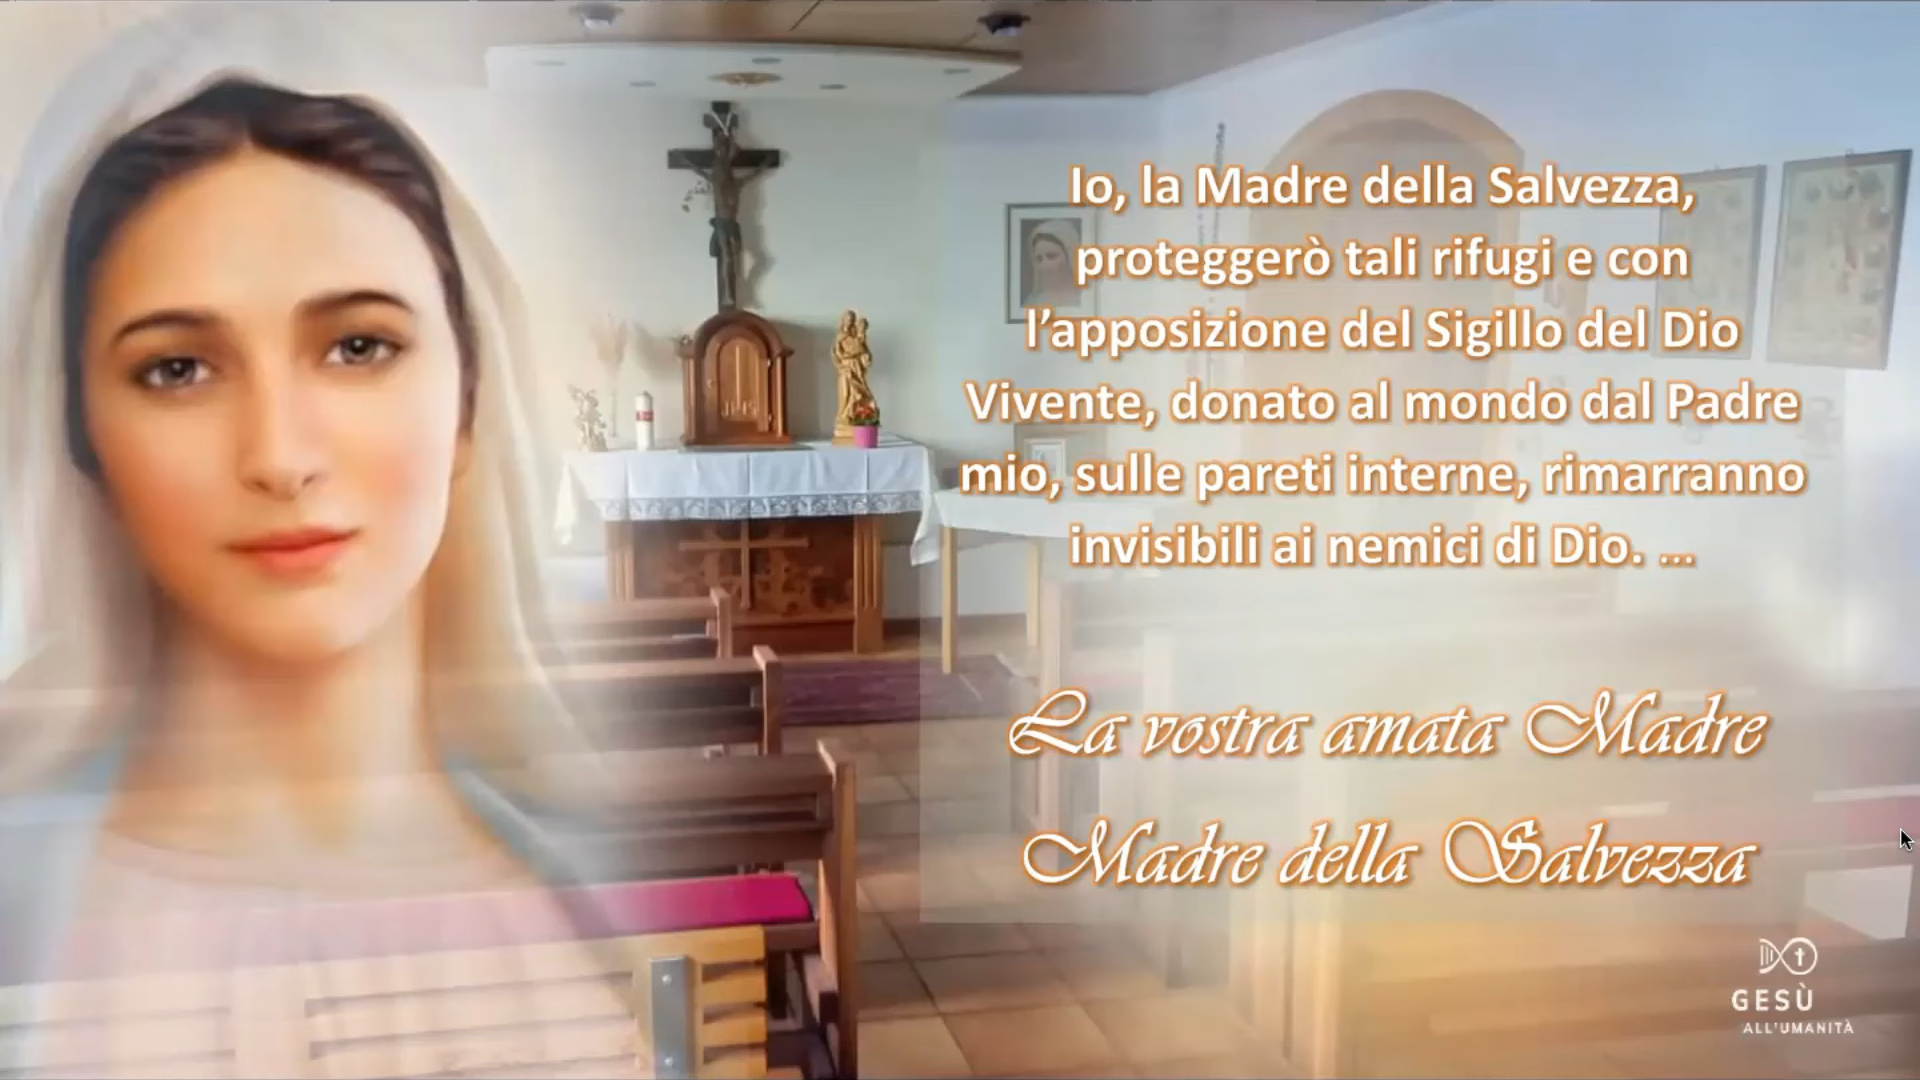 Io, la Madre della Salvezza,
proteggerò tali rifugi e con
l’apposizione del Sigillo del Dio
Vivente, donato al mondo dal Padre
mio, sulle pareti interne, rimarranno
invisibili ai nemici di Dio. ...
La vostra amata Madre
Madre della Salvezza
GESÙ
ALL'UMANITÀ